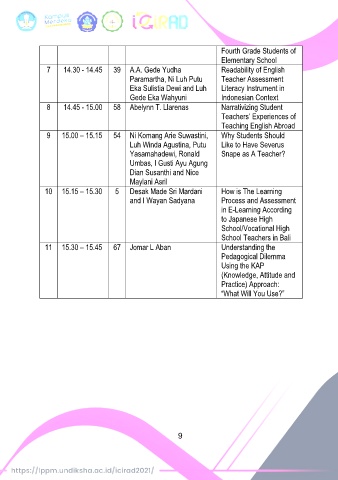 Kampus
Merdeka
iCIRAD
Fourth Grade Students of
Elementary School
7 14.30 - 14.45 39 A.A. Gede Yudha Readability of English
Paramartha, Ni Luh Putu Teacher Assessment
Eka Sulistia Dewi and Luh Literacy Instrument in
Gede Eka Wahyuni Indonesian Context
8 14.45 - 15.00 58 Abelynn T. Llarenas Narrativizing Student
Teachers' Experiences of
Teaching English Abroad
9 15.00 – 15.15 54 Ni Komang Arie Suwastini, Why Students Should
Luh Winda Agustina, Putu Like to Have Severus
Yasamahadewi, Ronald Snape as A Teacher?
Umbas, I Gusti Ayu Agung
Dian Susanthi and Nice
Maylani Asril
10 15.15 – 15.30 5 Desak Made Sri Mardani How is The Learning
and I Wayan Sadyana Process and Assessment
in E-Learning According
to Japanese High
School/Vocational High
School Teachers in Bali
11 15.30 – 15.45 67 Jomar L Aban Understanding the
Pedagogical Dilemma
Using the KAP
(Knowledge, Attitude and
Practice) Approach:
"What Will You Use?"
9
https://lppm.undiksha.ac.id/icirad2021/